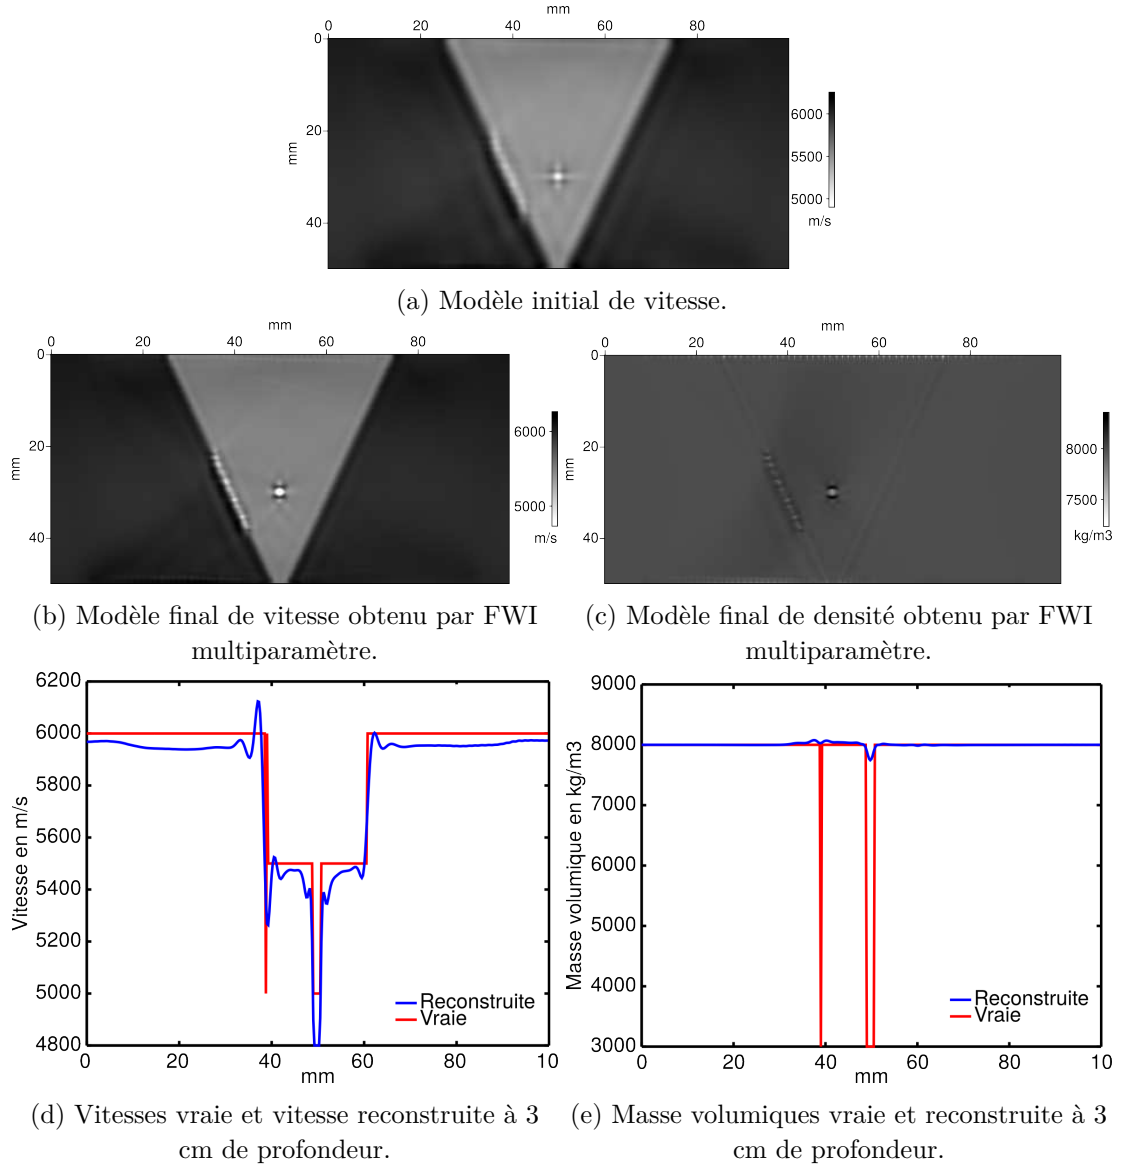 mm
0 20 40 60 80
0
20
40
mm
6000
5500
5000
m/s
(a) Modèle initial de vitesse.
mm
0 20 40 60 80
0
20
40
mm
6000
5000
m/s
mm
0 20 40 60 80
0
20
40
mm
8000
7500
kg/m3
(b) Modèle final de vitesse obtenu par FWI
multiparamètre.
(c) Modèle final de densité obtenu par FWI
multiparamètre.
6200
6000
5800
5600
5400
5200
5000
4800
Vitesse en m/s
0 20 40 60 80 10
mm
Reconstruite
Vraie
9000
8000
7000
6000
5000
4000
3000
Masse volumique en kg/m3
0 20 40 60 80 10
mm
Reconstruite
Vraie
(d) Vitesses vraie et vitesse reconstruite à 3
cm de profondeur.
(e) Masse volumiques vraie et reconstruite à 3
cm de profondeur.